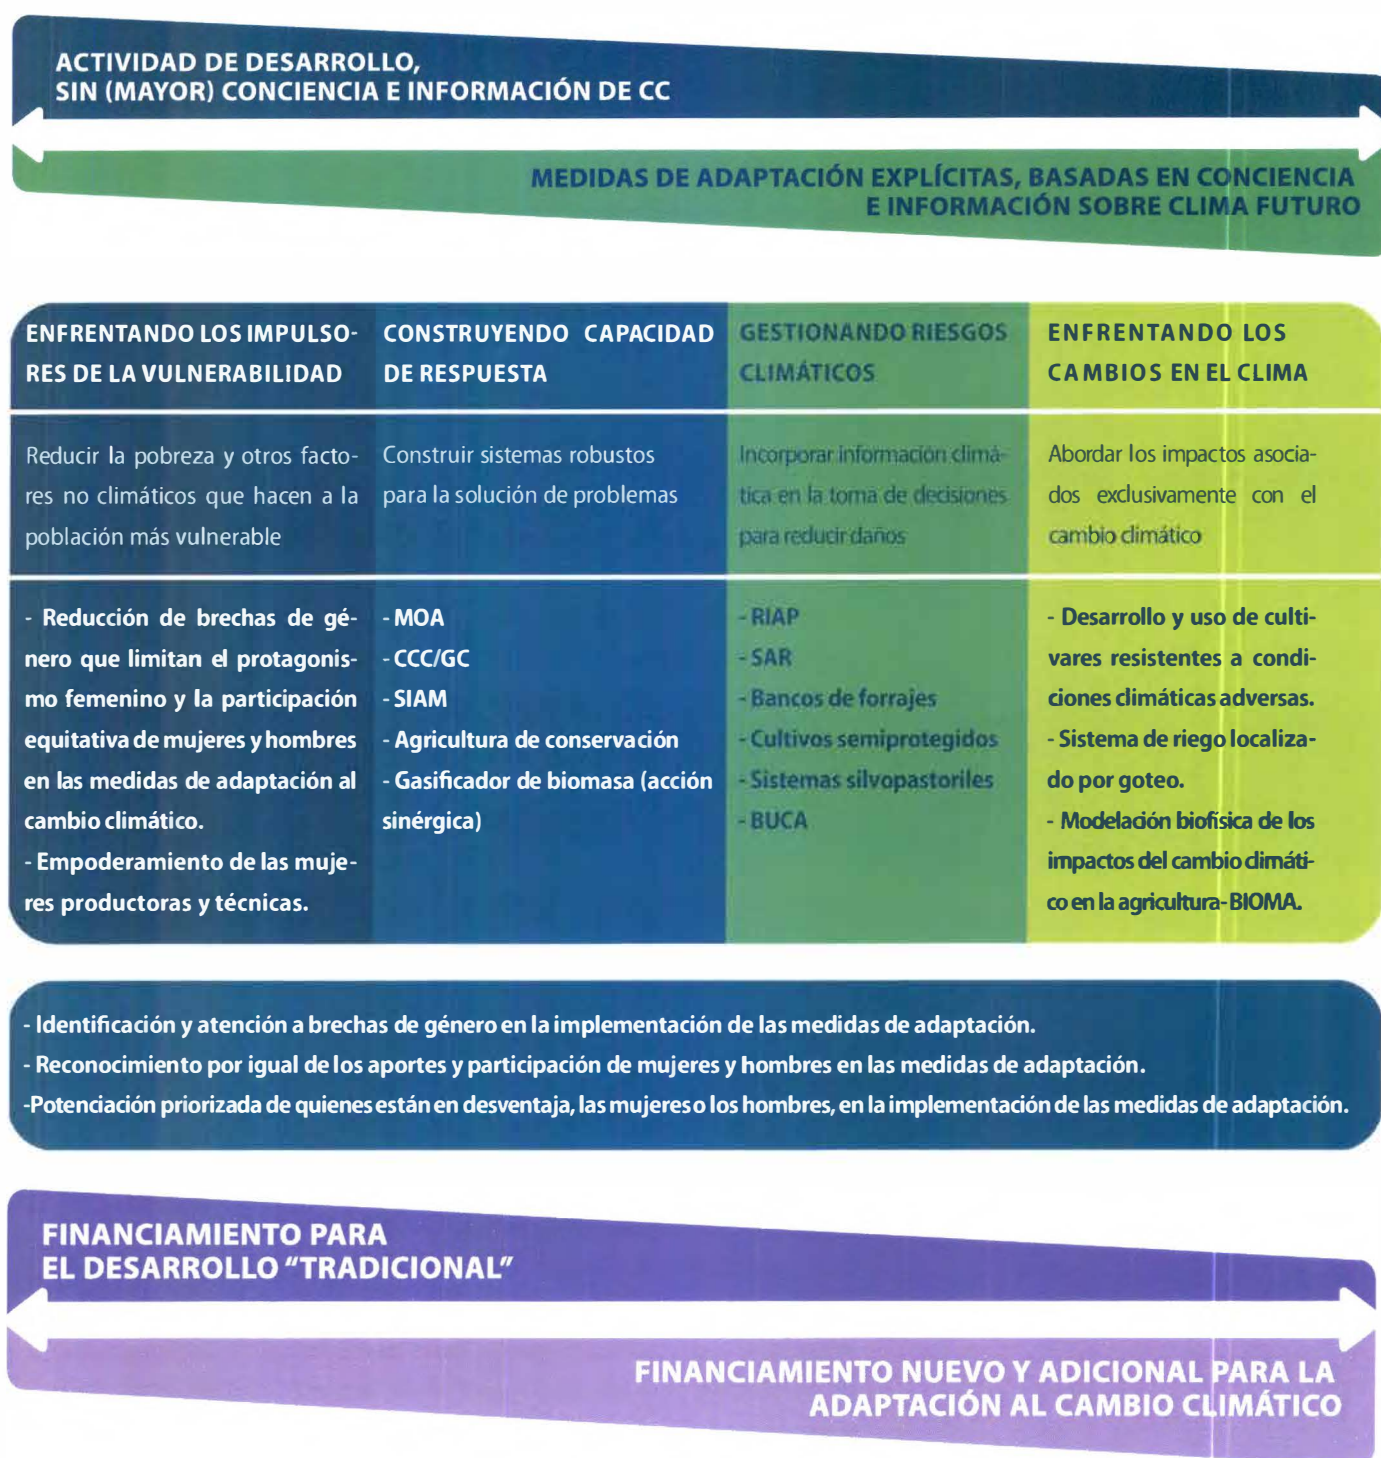 ACTIVIDAD DE DESARROLLO,
SIN (MAYOR) CONCIENCIA E INFORMACIÓN DE CC
MEDIDAS DE ADAPTACIÓN EXPLÍCITAS, BASADAS EN CONCIENCIA
E INFORMACIÓN SOBRE CLIMA FUTURO
ENFRENTANDO LOS IMPULSO-
RES DE LA VULNERABILIDAD
Reducir la pobreza y otros facto-
res no climáticos que hacen a la
población más vulnerable
- Reducción de brechas de gé-
nero que limitan el protagonis-
mo femenino y la participación
equitativa de mujeres y hombres
en las medidas de adaptación al
cambio climático.
- Empoderamiento de las muje-
res productoras y técnicas.
CONSTRUYENDO CAPACIDAD
DE RESPUESTA
Construir sistemas robustos
para la solución de problemas
- MOA
- CCC/GC
- SIAM
- Agricultura de conservación
- Gasificador de biomasa (acción
sinérgica)
GESTIONANDO RIESGOS
CLIMÁTICOS
Incorporar información climá-
tica en la toma de decisiones
para reducir daños
- RIAP
- SAR
- Bancos de forrajes
- Cultivos semiprotegidos
- Sistemas silvopastoriles
- BUCA
ENFRENTANDO LOS
CAMBIOS EN EL CLIMA
Abordar los impactos asocia-
dos exclusivamente con el
cambio climático
- Desarrollo y uso de culti-
vares resistentes a condi-
ciones climáticas adversas.
- Sistema de riego localiza-
do por goteo.
- Modelación biofísica de los
impactos del cambio climáti-
co en la agricultura- BIOMA.
- Identificación y atención a brechas de género en la implementación de las medidas de adaptación.
- Reconocimiento por igual de los aportes y participación de mujeres y hombres en las medidas de adaptación.
-Potenciación priorizada de quienes están en desventaja, las mujeres o los hombres, en la implementación de las medidas de adaptación.
FINANCIAMIENTO PARA
EL DESARROLLO "TRADICIONAL"
FINANCIAMIENTO NUEVO Y ADICIONAL PARA LA
ADAPTACIÓN AL CAMBIO CLIMÁTICO